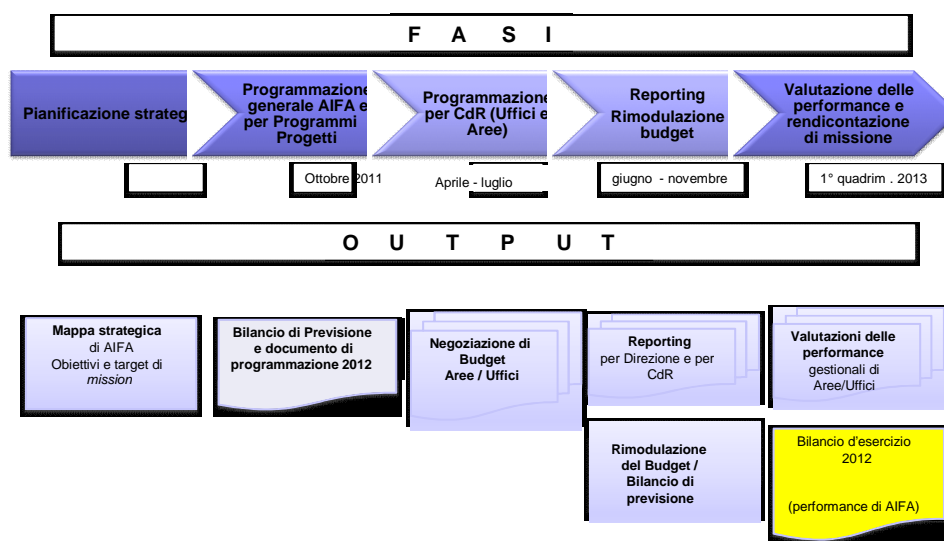 F A S I
Pianificazione strateg
Programmazione
generale AIFA e
per Programmi
Progetti
Programmazione
per CdR (Uffici e
Aree)
Reporting
Rimodulazione
budget
Valutazione delle
performance e
rendicontazione
di missione
Ottobre 2011
Aprile - luglio
giugno - novembre
1° quadrim . 2013
O U T P U T
Mappa strategica
di AIFA
Obiettivi e target di
mission
Bilancio di Previsione
e documento di
programmazione 2012
Negoziazione di
Budget
Aree / Uffici
Reporting
per Direzione e per
CdR
Valutazioni delle
performance
gestionali di
Aree/Uffici
Rimodulazione
del Budget /
Bilancio di
previsione
Bilancio d'esercizio
2012
(performance di AIFA)